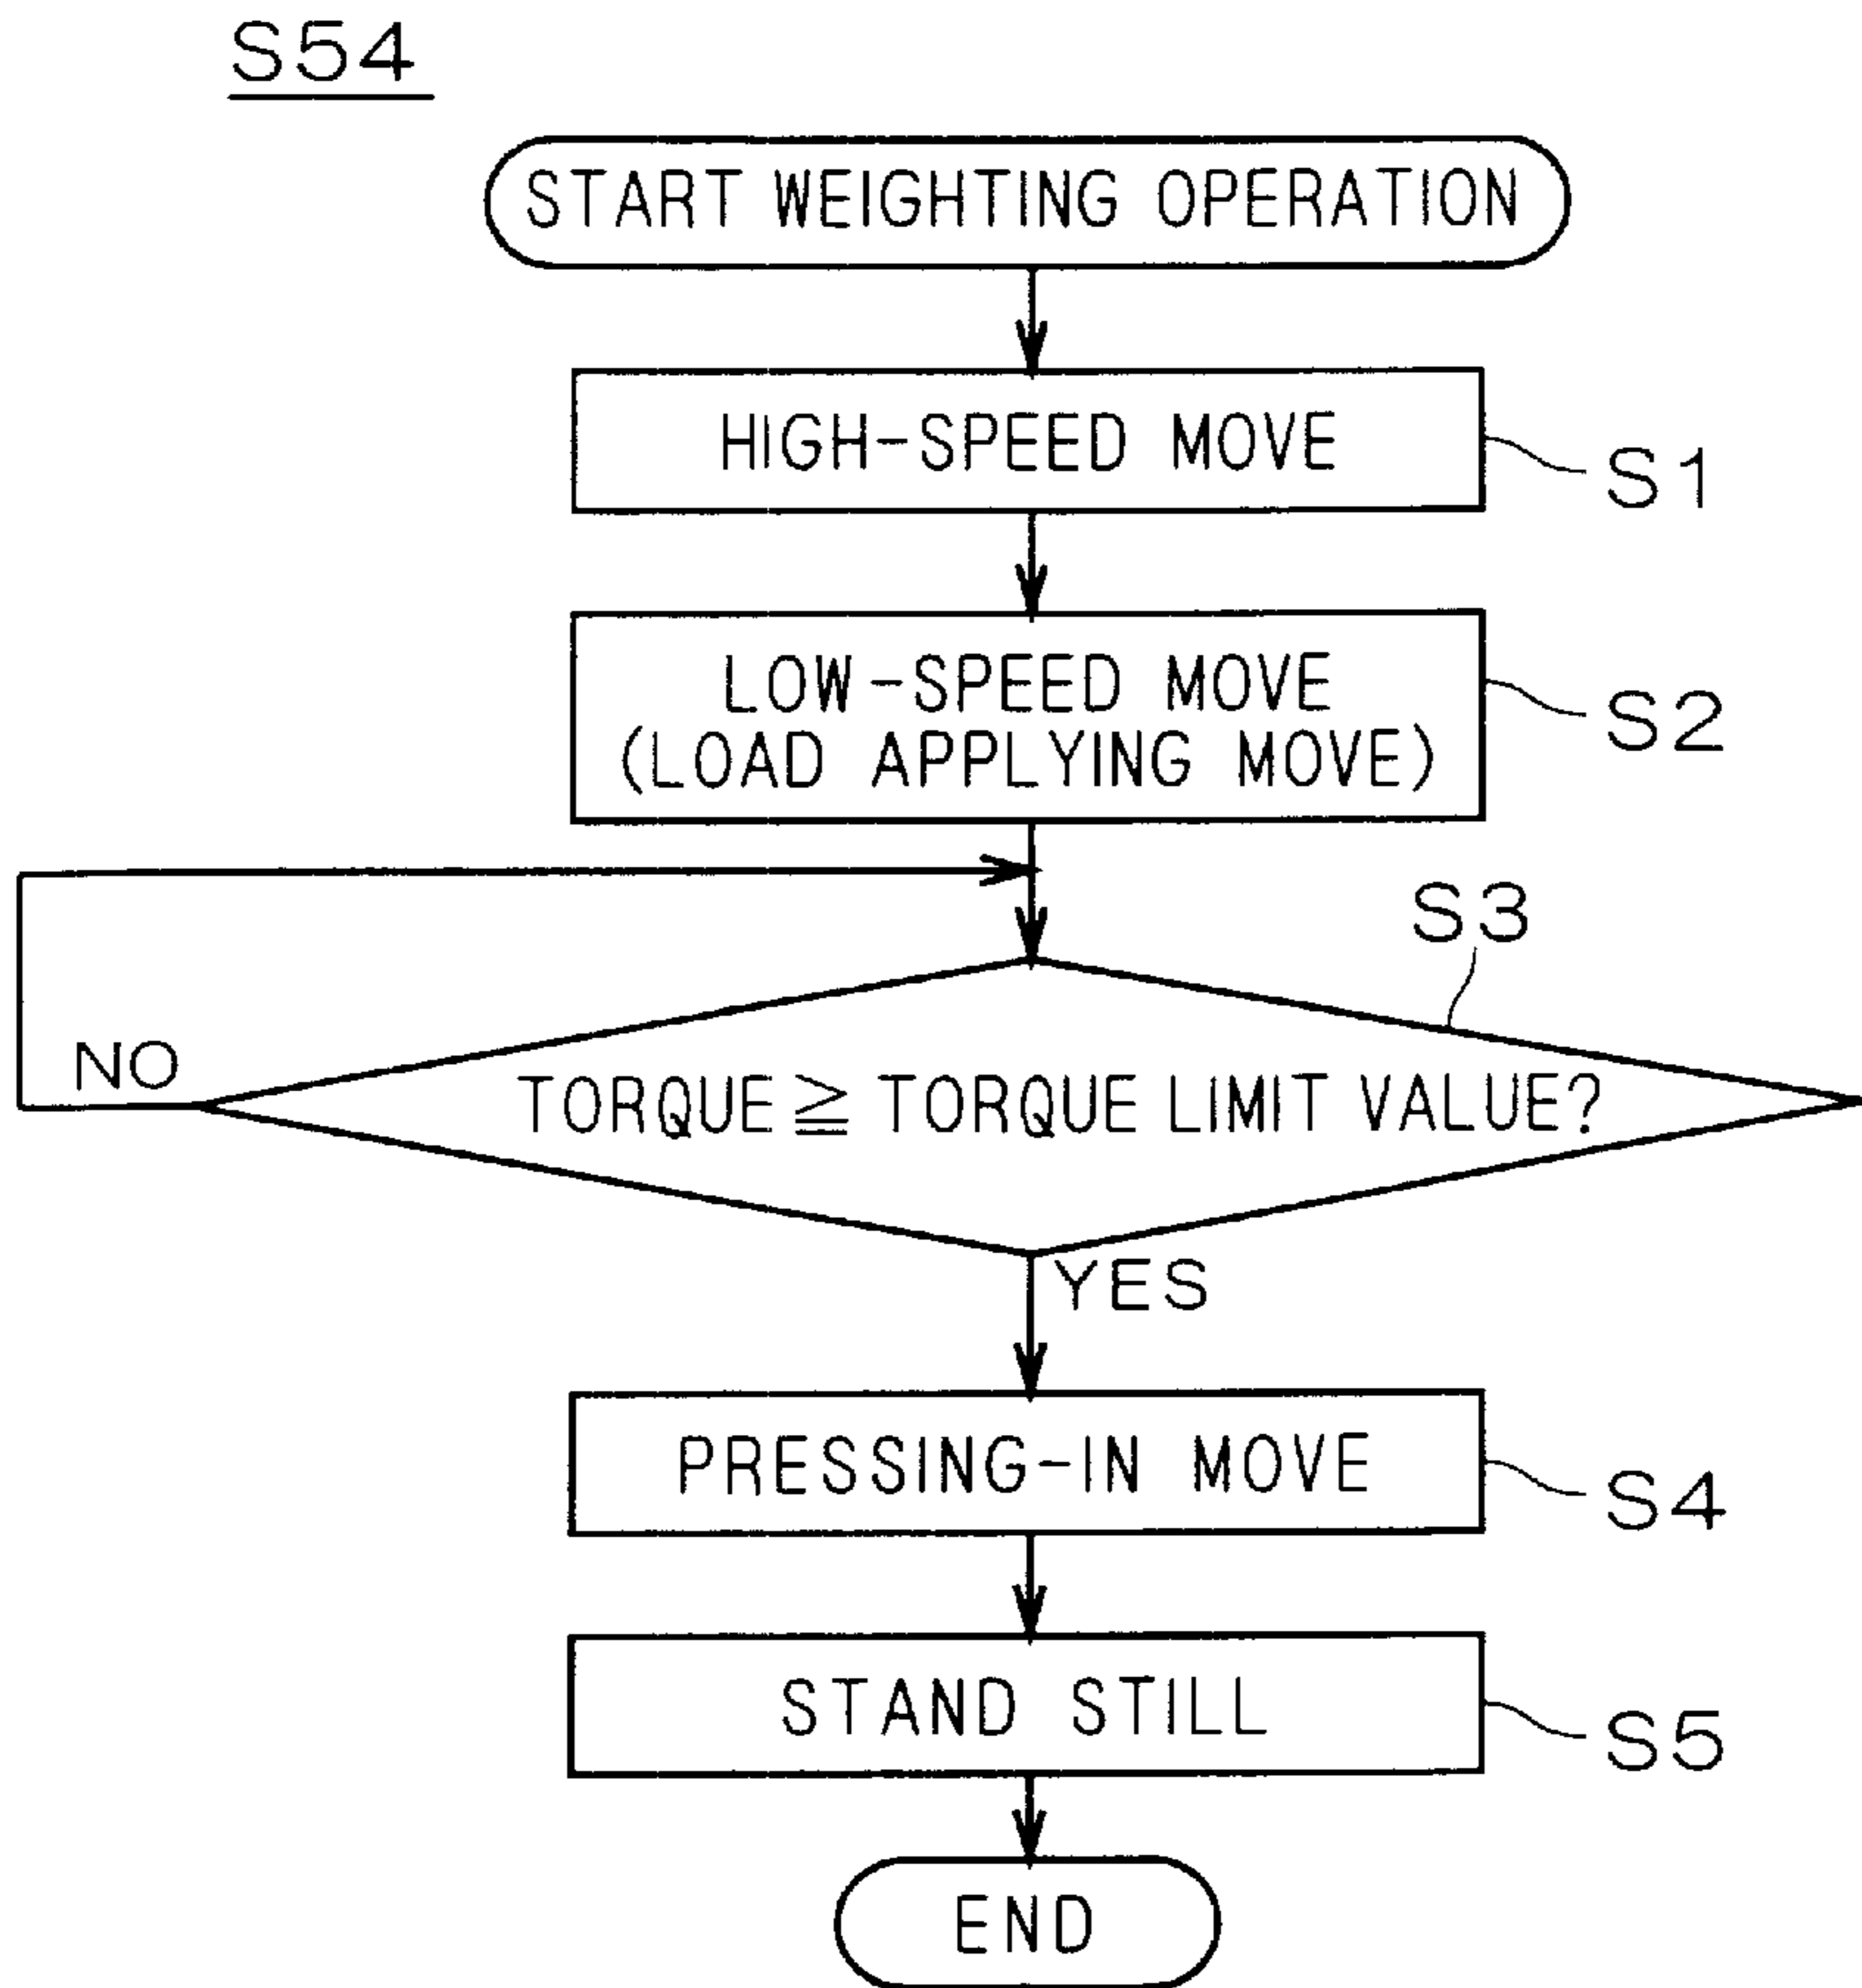 S54
START WEIGHTING OPERATION
HIGH-SPEED MOVE
S1
LOW-SPEED MOVE
(LOAD APPLYING MOVE)
S2
S3
NO
TORQUE ≧ TORQUE LIMIT VALUE?
YES
PRESSING-IN MOVE
S4
STAND STILL
S5
END